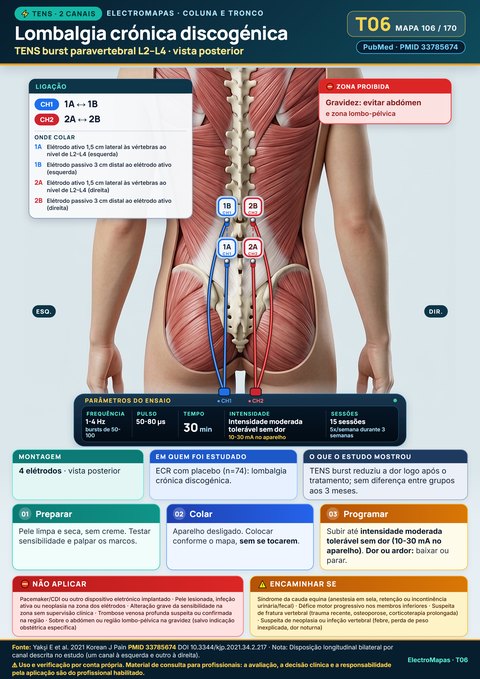 TENS · 2 CANAIS
ELECTROMAPAS · COLUNA E TRONCO
Lombalgia crónica discogénica
TENS burst paravertebral L2–L4 · vista posterior
T06 MAPA 106 / 170
PubMed · PMID 33785674
LIGAÇÃO
CH1 1A ↔ 1B
CH2 2A ↔ 2B
ONDE COLAR
1A Elétrodo ativo 1,5 cm lateral às vértebras ao
nível de L2–L4 (esquerda)
1B Elétrodo passivo 3 cm distal ao elétrodo ativo
(esquerda)
2A Elétrodo ativo 1,5 cm lateral às vértebras ao
nível de L2–L4 (direita)
2B Elétrodo passivo 3 cm distal ao elétrodo ativo
(direita)
ZONA PROIBIDA
Gravidez: evitar abdómen
e zona lombo-pélvica
1B
CH1
2B
CH2
1A
CH1
2A
CH2
ESQ.
DIR.
CH1
CH2
PARÂMETROS DO ENSAIO
FREQUÊNCIA
1-4 Hz
bursts de 50-
100
PULSO
50-80 µs
TEMPO
30 min
INTENSIDADE
Intensidade moderada
tolerável sem dor
10-30 mA no aparelho
SESSÕES
15 sessões
5x/semana durante 3
semanas
MONTAGEM
4 elétrodos · vista posterior
EM QUEM FOI ESTUDADO
ECR com placebo (n=74): lombalgia
crónica discogénica.
O QUE O ESTUDO MOSTROU
TENS burst reduziu a dor logo após o
tratamento; sem diferença entre grupos
aos 3 meses.
01 Preparar
Pele limpa e seca, sem creme. Testar
sensibilidade e palpar os marcos.
02 Colar
Aparelho desligado. Colocar
conforme o mapa, sem se tocarem.
03 Programar
Subir até intensidade moderada
tolerável sem dor (10-30 mA no
aparelho). Dor ou ardor: baixar ou
parar.
NÃO APLICAR
Pacemaker/CDI ou outro dispositivo eletrónico implantado · Pele lesionada, infeção
ativa ou neoplasia na zona dos elétrodos · Alteração grave da sensibilidade na
zona sem supervisão clínica · Trombose venosa profunda suspeita ou confirmada
na região · Sobre o abdómen ou região lombo-pélvica na gravidez (salvo indicação
obstétrica específica)
ENCAMINHAR SE
Síndrome da cauda equina (anestesia em sela, retenção ou incontinência
urinária/fecal) · Défice motor progressivo nos membros inferiores · Suspeita
de fratura vertebral (trauma recente, osteoporose, corticoterapia prolongada)
· Suspeita de neoplasia ou infeção vertebral (febre, perda de peso
inexplicada, dor noturna)
Fonte: Yakşi E et al. 2021 Korean J Pain PMID 33785674 DOI 10.3344/kjp.2021.34.2.217 · Nota: Disposição longitudinal bilateral por
canal descrita no estudo (um canal à esquerda e outro à direita).
Uso e verificação por conta própria. Material de consulta para profissionais: a avaliação, a decisão clínica e a responsabilidade
pela aplicação são do profissional habilitado.
ElectroMapas · T06